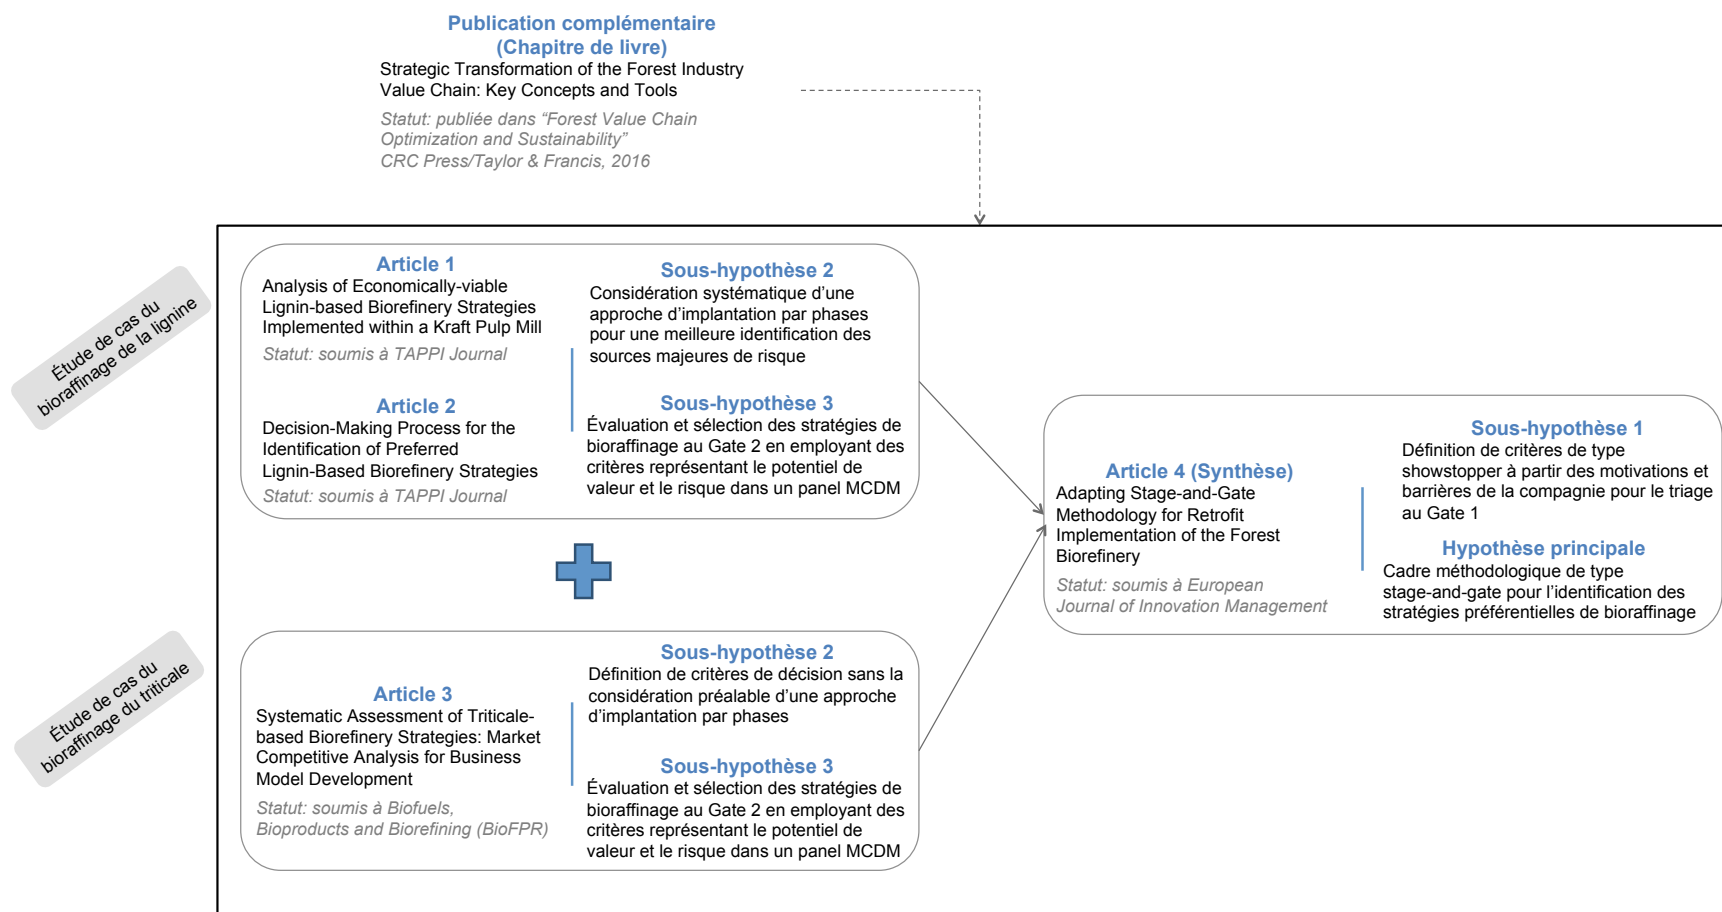 Publication complémentaire
(Chapitre de livre)
Strategic Transformation of the Forest Industry
Value Chain: Key Concepts and Tools
Statut: publiée dans “Forest Value Chain
Optimization and Sustainability”
CRC Press/Taylor & Francis, 2016
Étude de cas du
bioraffinage de la lignine
Article 1
Analysis of Economically-viable
Lignin-based Biorefinery Strategies
Implemented within a Kraft Pulp Mill
Statut: soumis à TAPPI Journal
Article 2
Decision-Making Process for the
Identification of Preferred
Lignin-Based Biorefinery Strategies
Statut: soumis à TAPPI Journal
Sous-hypothèse 2
Considération systématique d’une
approche d’implantation par phases
pour une meilleure identification des
sources majeures de risque
Sous-hypothèse 3
Évaluation et sélection des stratégies de
bioraffinage au Gate 2 en employant des
critères représentant le potentiel de
valeur et le risque dans un panel MCDM
Étude de cas du
bioraffinage du triticale
Article 3
Systematic Assessment of Triticale-
based Biorefinery Strategies: Market
Competitive Analysis for Business
Model Development
Statut: soumis à Biofuels,
Bioproducts and Biorefining (BioFPR)
Sous-hypothèse 2
Définition de critères de décision sans la
considération préalable d’une approche
d’implantation par phases
Sous-hypothèse 3
Évaluation et sélection des stratégies de
bioraffinage au Gate 2 en employant des
critères représentant le potentiel de
valeur et le risque dans un panel MCDM
Article 4 (Synthèse)
Adapting Stage-and-Gate
Methodology for Retrofit
Implementation of the Forest
Biorefinery
Statut: soumis à European
Journal of Innovation Management
Sous-hypothèse 1
Définition de critères de type
showstopper à partir des motivations et
barrières de la compagnie pour le triage
au Gate 1
Hypothèse principale
Cadre méthodologique de type
stage-and-gate pour l’identification des
stratégies préférentielles de bioraffinage